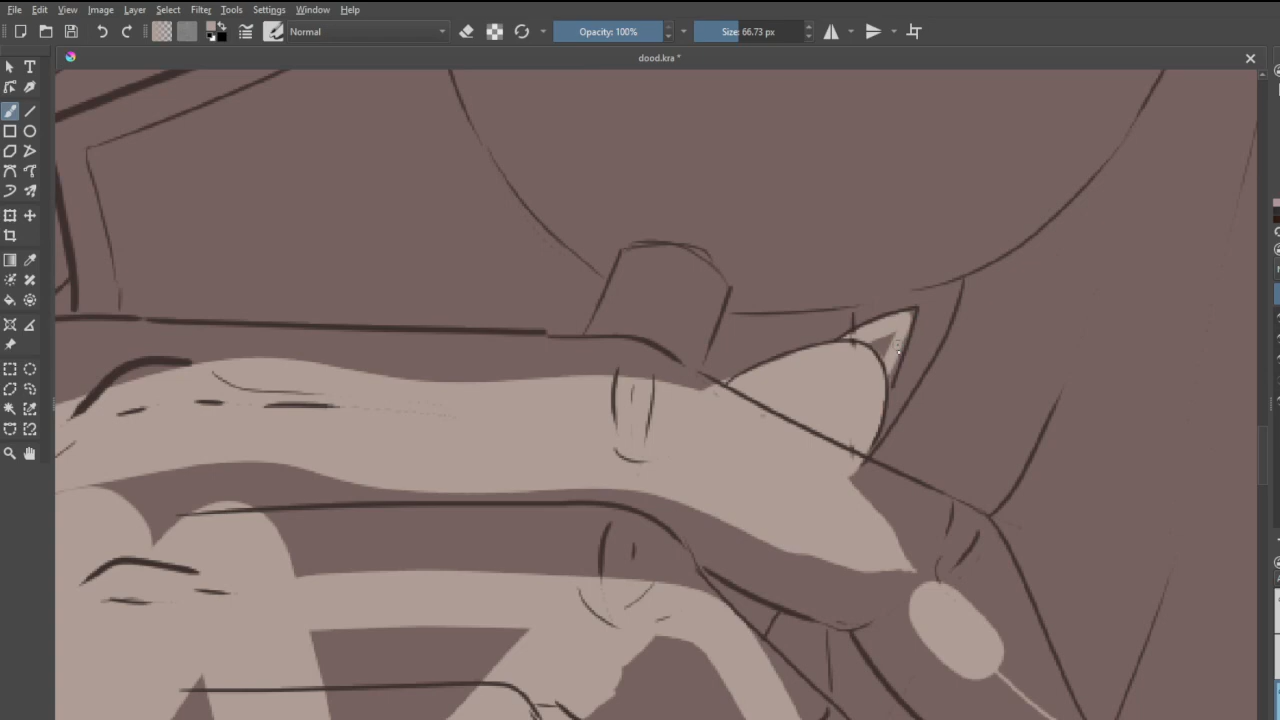 File Edit View Image Layer Select Filter Tools Settings Window Help
Normal Opacity: 100% Size: 66.73 px
dood.kra *